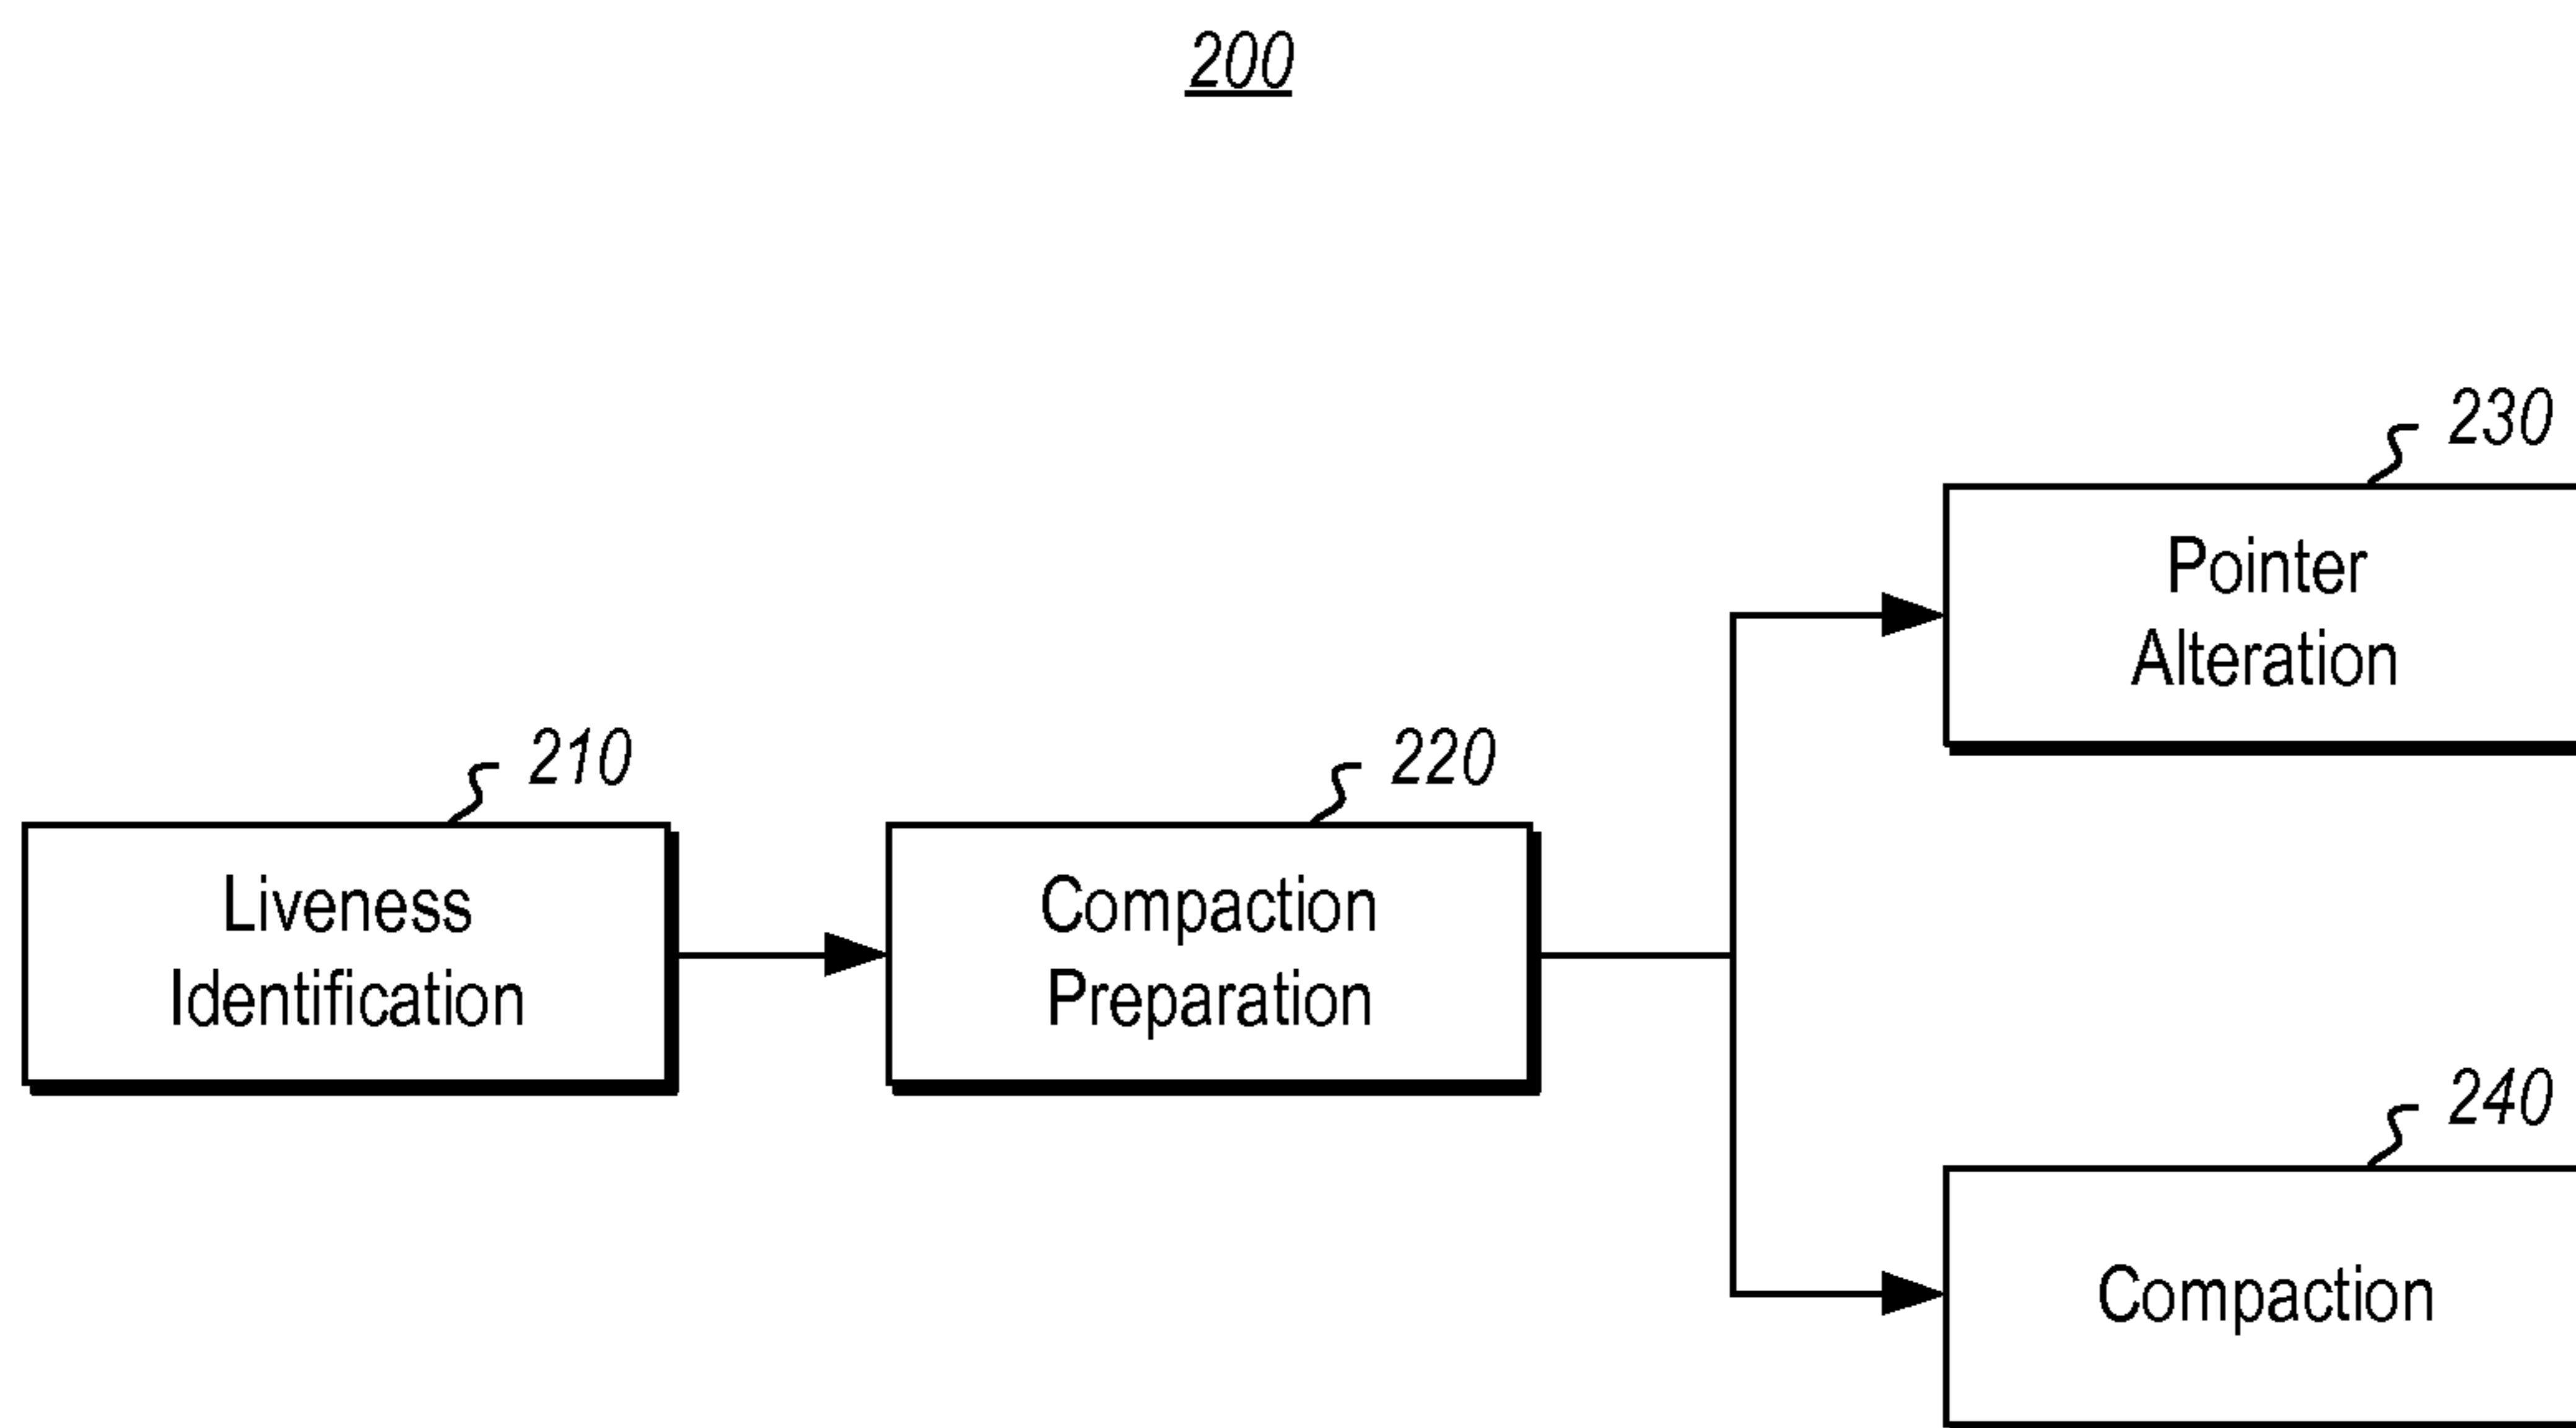 200
210
Liveness
Identification
220
Compaction
Preparation
230
Pointer
Alteration
240
Compaction